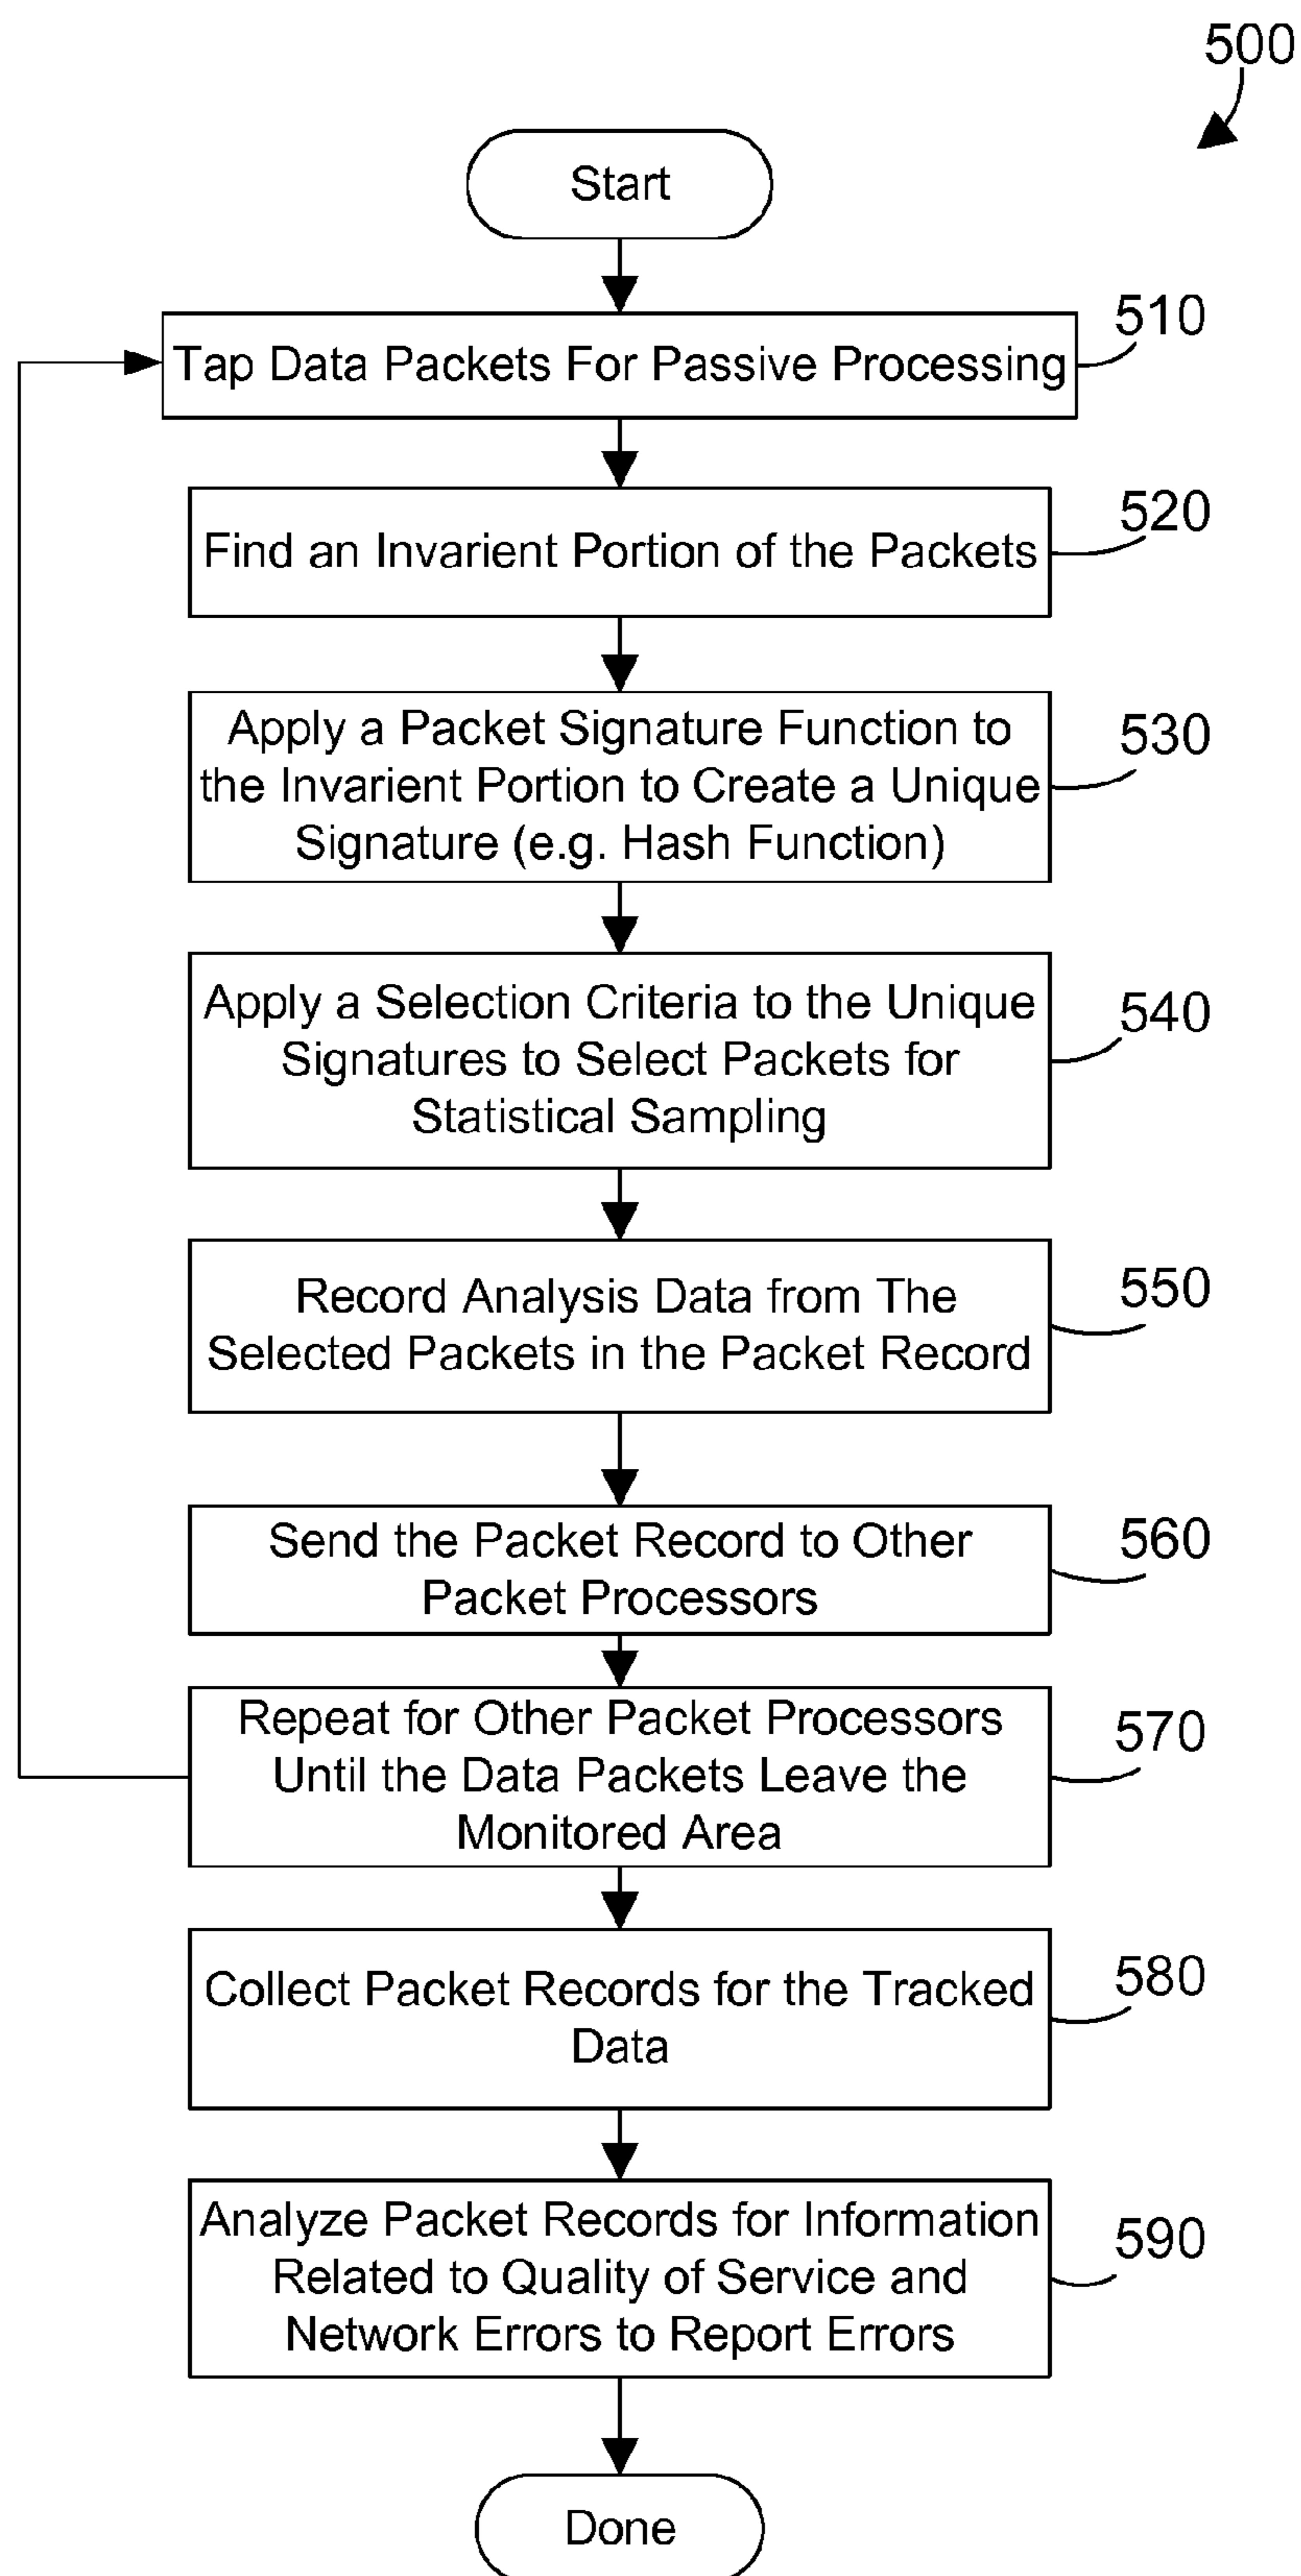 500
Start
510
Tap Data Packets For Passive Processing
520
Find an Invarient Portion of the Packets
530
Apply a Packet Signature Function to
the Invarient Portion to Create a Unique
Signature (e.g. Hash Function)
540
Apply a Selection Criteria to the Unique
Signatures to Select Packets for
Statistical Sampling
550
Record Analysis Data from The
Selected Packets in the Packet Record
560
Send the Packet Record to Other
Packet Processors
570
Repeat for Other Packet Processors
Until the Data Packets Leave the
Monitored Area
580
Collect Packet Records for the Tracked
Data
590
Analyze Packet Records for Information
Related to Quality of Service and
Network Errors to Report Errors
Done